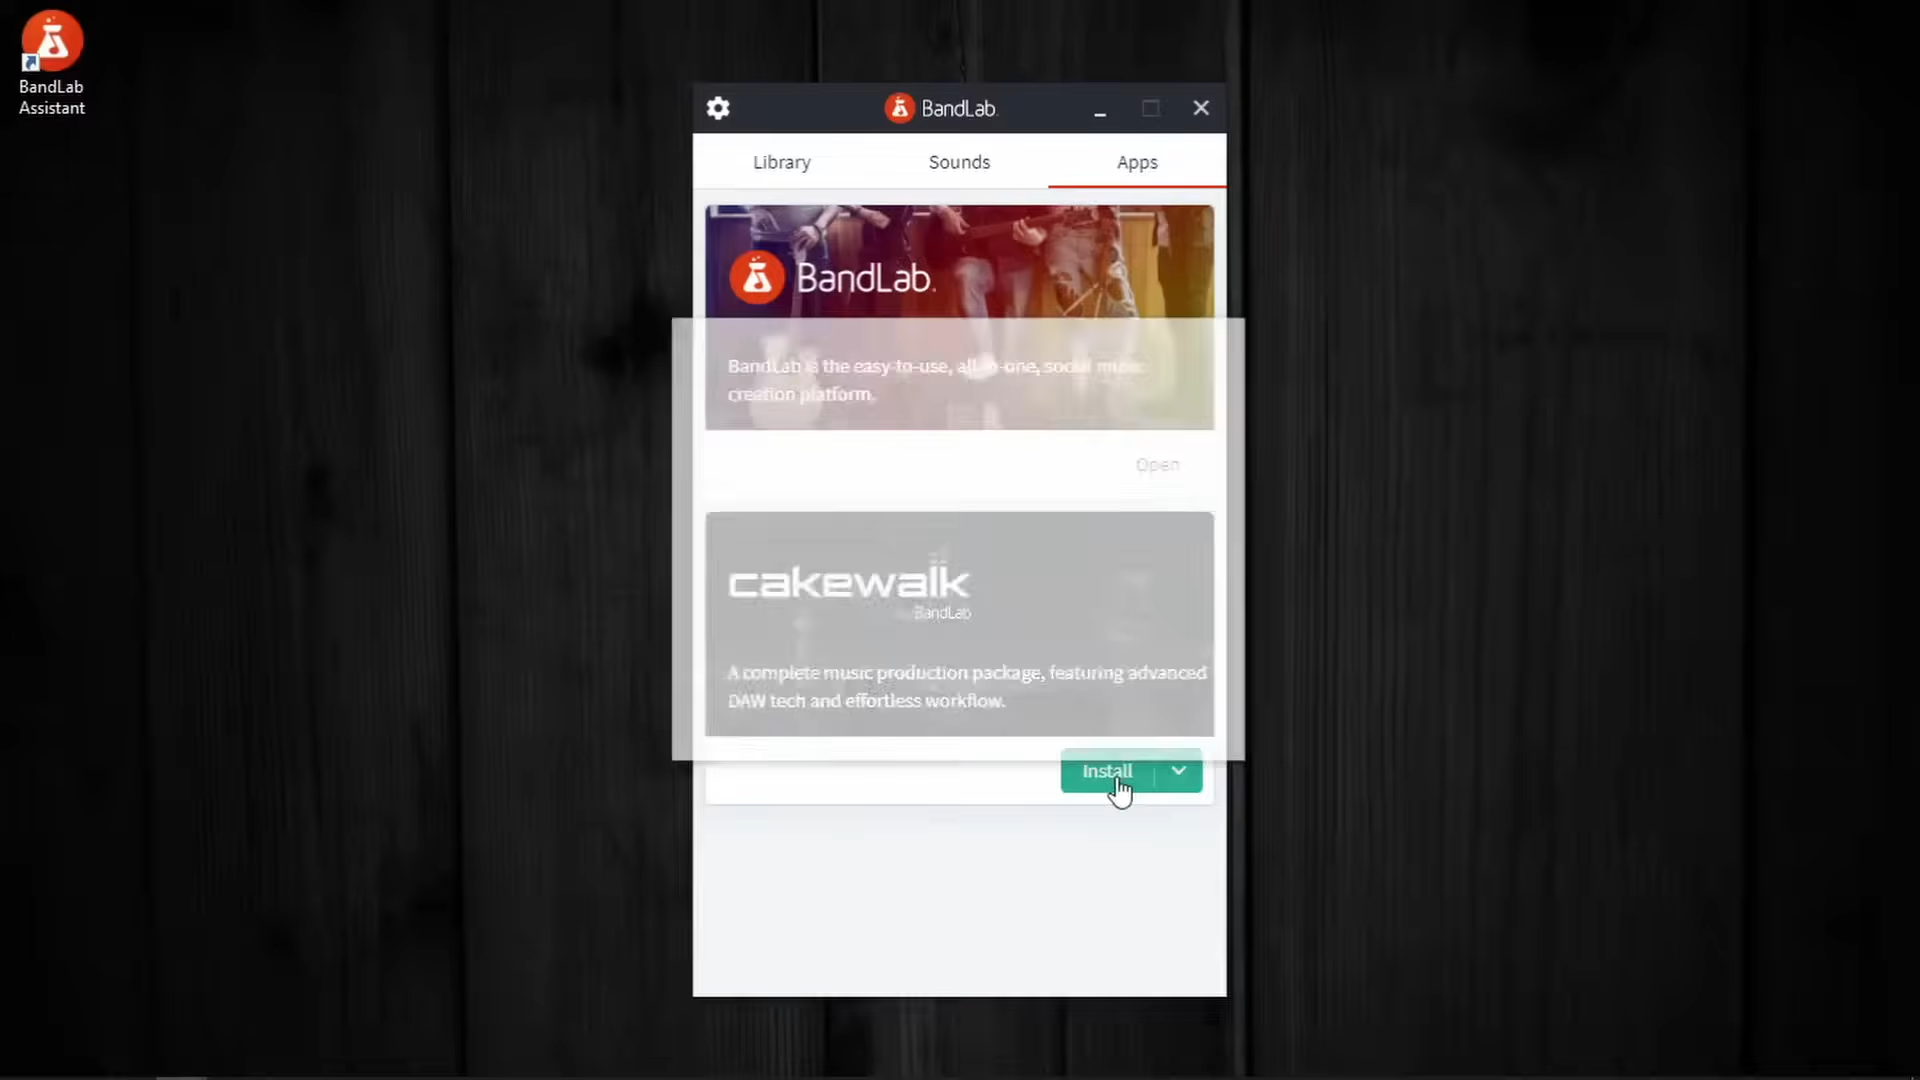 BandLab
Assistant
BandLab
Library
Sounds
Apps
BandLab.
BandLab is the easy-to-use, all-in-one, social music
creation platform.
Open
cakewalk
by BandLab
A complete music production package, featuring advanced
DAW tech and effortless workflow.
Install